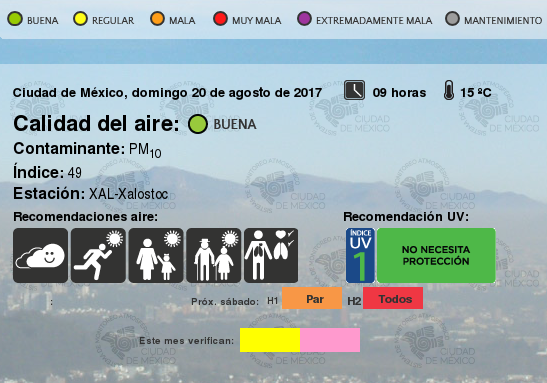 BUENA REGULAR MALA MUY MALA EXTREMADAMENTE MALA MANTENIMIENTO
Ciudad de México, domingo 20 de agosto de 2017 09 horas 15 ºC
Calidad del aire: BUENA
Contaminante: PM10
Índice: 49
Estación: XAL-Xalostoc
Recomendaciones aire: Recomendación UV:
ÍNDICE
UV
1
NO NECESITA
PROTECCIÓN
: Próx. sábado: H1 Par H2 Todos
Este mes verifican:
CIUDAD
DE MÉXICO